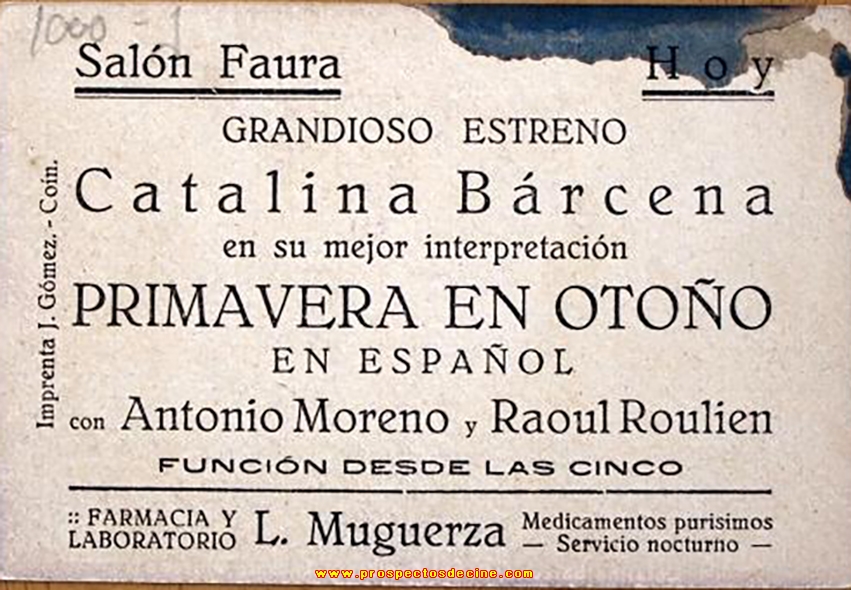 1000-1
Salón Faura Hoy
GRANDIOSO ESTRENO
Catalina Bárcena
en su mejor interpretación
PRIMAVERA EN OTOÑO
EN ESPAÑOL
con Antonio Moreno y Raoul Roulien
FUNCIÓN DESDE LAS CINCO
:: FARMACIA Y LABORATORIO L. Muguerza Medicamentos purisimos
— Servicio nocturno —
Imprenta J. Gómez. - Coín.
www.prospectosdecine.com